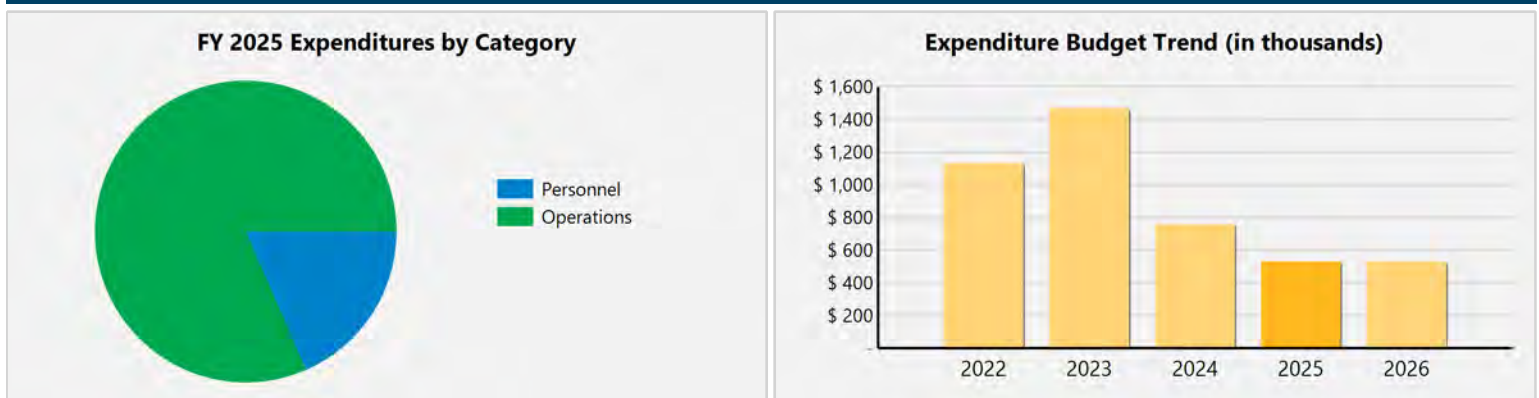 FY 2025 Expenditures by Category
Personnel
Operations
Expenditure Budget Trend (in thousands)
$ 1,600
$ 1,400
$ 1,200
$ 1,000
$ 800
$ 600
$ 400
$ 200
-
2022 2023 2024 2025 2026